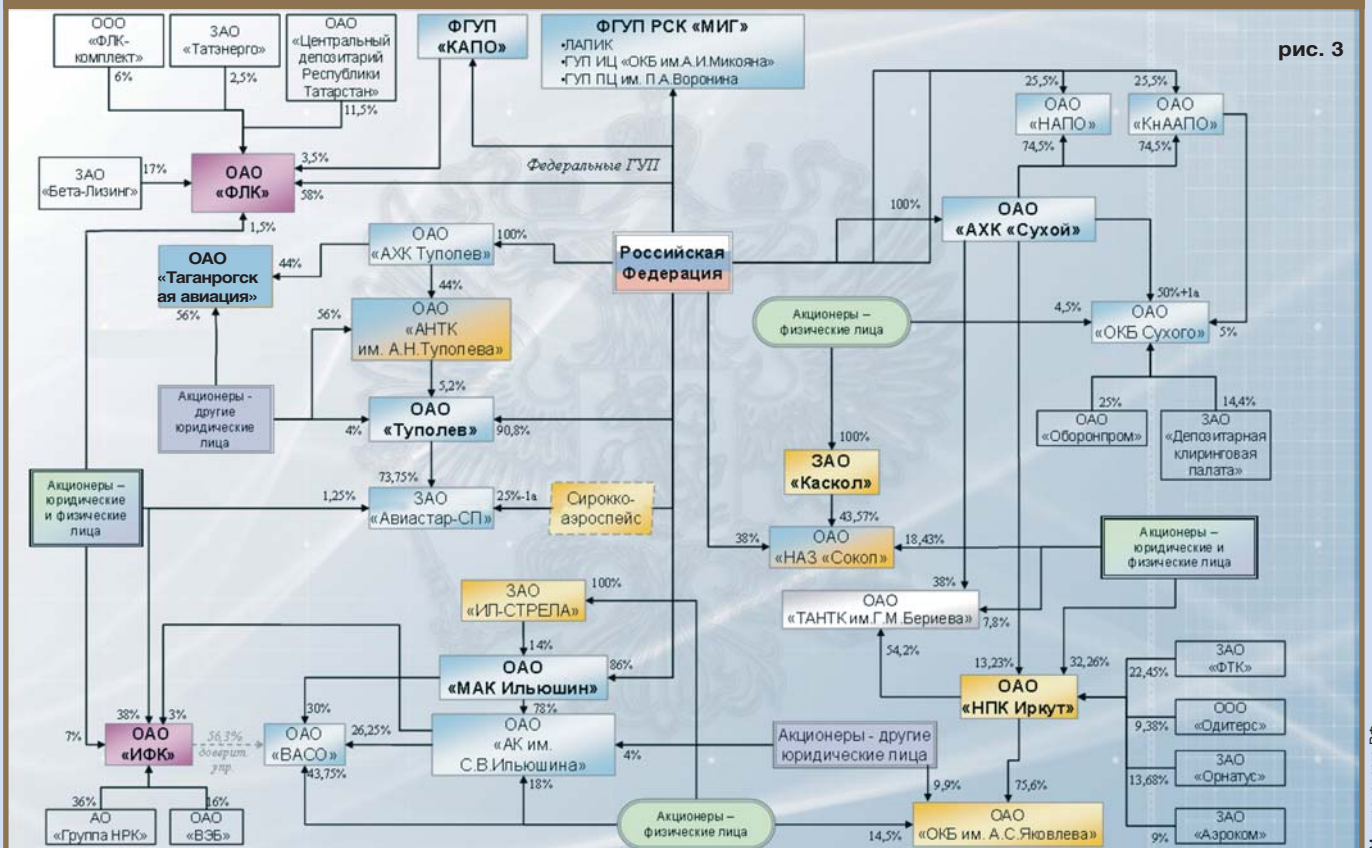 рис. 3
ООО
«ФЛК-
комплект»
6%
ЗАО
«Татэнерго»
2,5%
ОАО
«Центральный
депозитарий
Республики
Татарстан»
11,5%
ФГУП
«КАПО»
ФГУП РСК «МИГ»
•ЛАПИК
•ГУП ИЦ «ОКБ им.А.И.Микояна»
•ГУП ПЦ им. П.А.Воронина
25,5%
25,5%
ОАО
«НАПО»
ОАО
«КнААПО»
74,5%
74,5%
ЗАО
«Бета-Лизинг»
17%
ОАО
«ФЛК»
3,5%
58%
Федеральные ГУП
1,5%
100%
ОАО
«АХК «Сухой»
ОАО
«Таганрогск
ая авиация»
44%
56%
ОАО
«АХК Туполев»
100%
44%
Российская
Федерация
56%
ОАО
«АНТК
им. А.Н.Туполева»
Акционеры –
физические лица
4,5%
50%+1а
ОАО
«ОКБ Сухого»
5%
25%
ОАО
«Оборонпром»
14,4%
ЗАО
«Депозитарная
клиринговая
палата»
Акционеры -
другие
юридические
лица
5,2%
4%
ОАО
«Туполев»
90,8%
100%
ЗАО
«Каскол»
73,75%
Акционеры –
юридические
и физические
лица
1,25%
ЗАО
«Авиастар-СП»
25%-1а
Сирокко-
аэроспейс
43,57%
38%
ОАО
«НАЗ «Сокол»
18,43%
Акционеры –
юридические и
физические лица
ЗАО
«ИЛ-СТРЕЛА»
100%
38%
ОАО
«ТАНТК им.Г.М.Бериева»
7,8%
54,2%
14%
ОАО
«МАК Ильюшин»
86%
13,23%
32,26%
ОАО
«НПК Иркут»
22,45%
ЗАО
«ФТК»
9,38%
ООО
«Одитерс»
13,68%
ЗАО
«Орнатус»
9%
ЗАО
«Аэроком»
78%
7%
38%
3%
ОАО
«ИФК»
56,3%
доверит.
упр.
30%
ОАО
«ВАСО»
26,25%
43,75%
ОАО
«АК им.
С.В.Ильюшина»
4%
18%
Акционеры - другие
юридические лица
9,9%
75,6%
36%
АО
«Группа НРК»
16%
ОАО
«ВЭБ»
Акционеры –
физические лица
14,5%
ОАО
«ОКБ им. А.С.Яковлева»